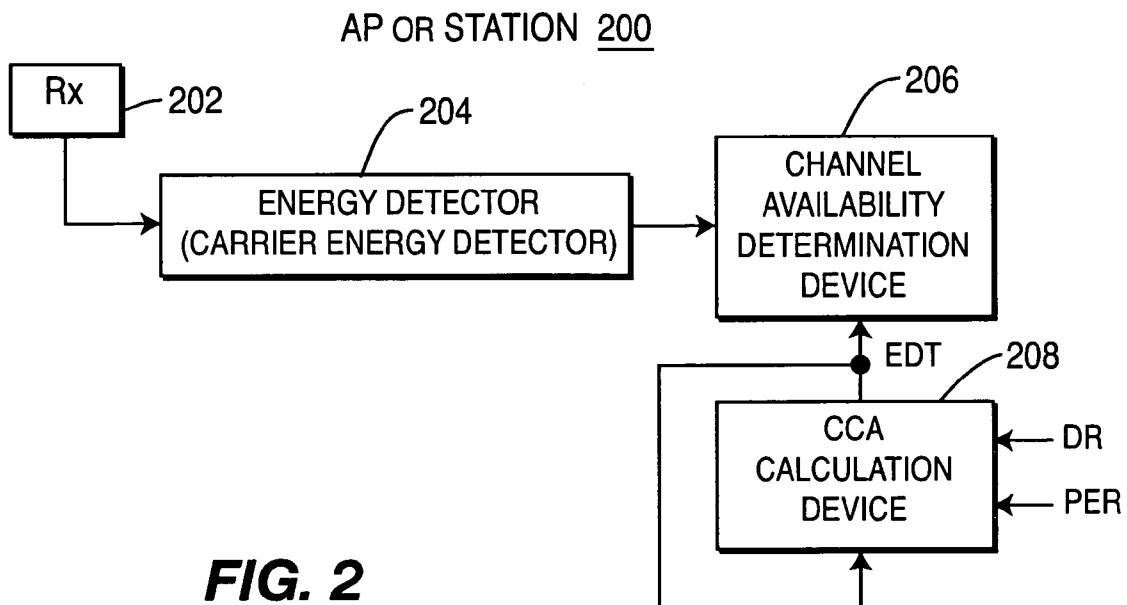 AP OR STATION 200
Rx
202
204
206
ENERGY DETECTOR
(CARRIER ENERGY DETECTOR)
CHANNEL
AVAILABILITY
DETERMINATION
DEVICE
EDT
208
CCA
CALCULATION
DEVICE
DR
PER
FIG. 2